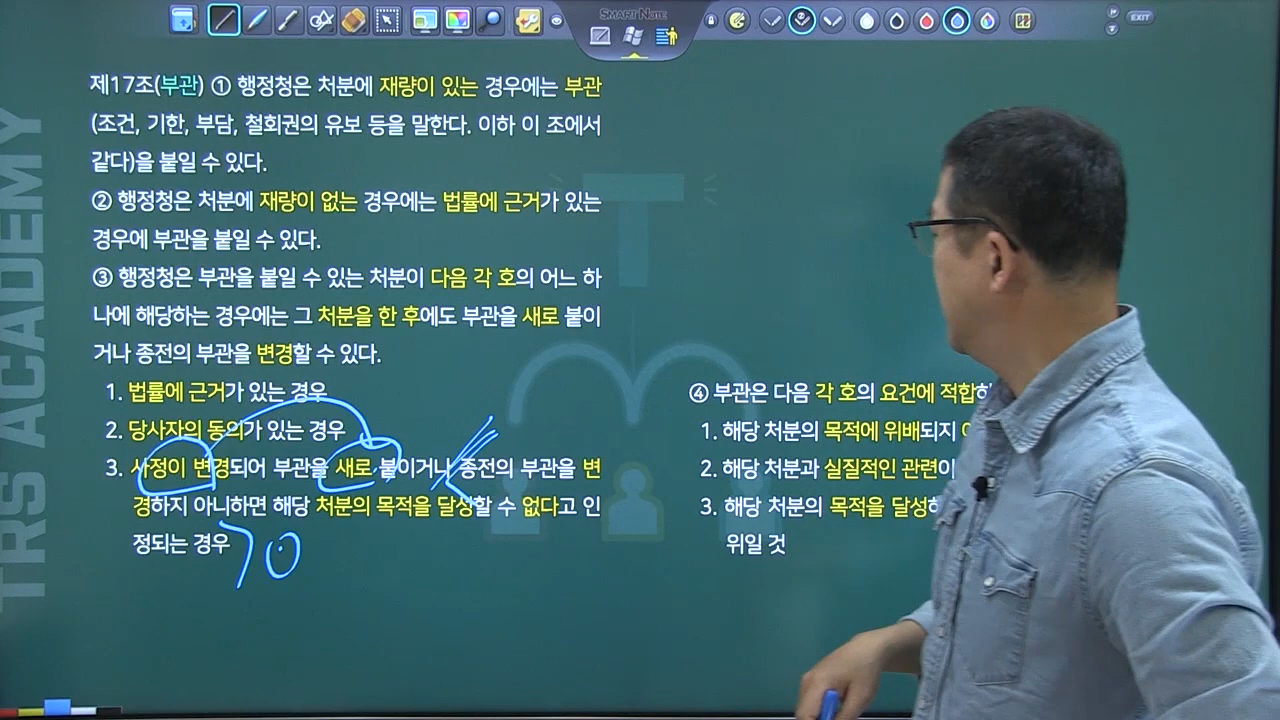 SMART NOTE
EXIT
TRS ACADEMY
제17조(부관) ① 행정청은 처분에 재량이 있는 경우에는 부관
(조건, 기한, 부담, 철회권의 유보 등을 말한다. 이하 이 조에서
같다)을 붙일 수 있다.
② 행정청은 처분에 재량이 없는 경우에는 법률에 근거가 있는
경우에 부관을 붙일 수 있다.
③ 행정청은 부관을 붙일 수 있는 처분이 다음 각 호의 어느 하
나에 해당하는 경우에는 그 처분을 한 후에도 부관을 새로 붙이
거나 종전의 부관을 변경할 수 있다.
1. 법률에 근거가 있는 경우
2. 당사자의 동의가 있는 경우
3. 사정이 변경되어 부관을 새로 붙이거나 종전의 부관을 변
경하지 아니하면 해당 처분의 목적을 달성할 수 없다고 인
정되는 경우
④ 부관은 다음 각 호의 요건에 적합하
1. 해당 처분의 목적에 위배되지
2. 해당 처분과 실질적인 관련이
3. 해당 처분의 목적을 달성하
위일 것